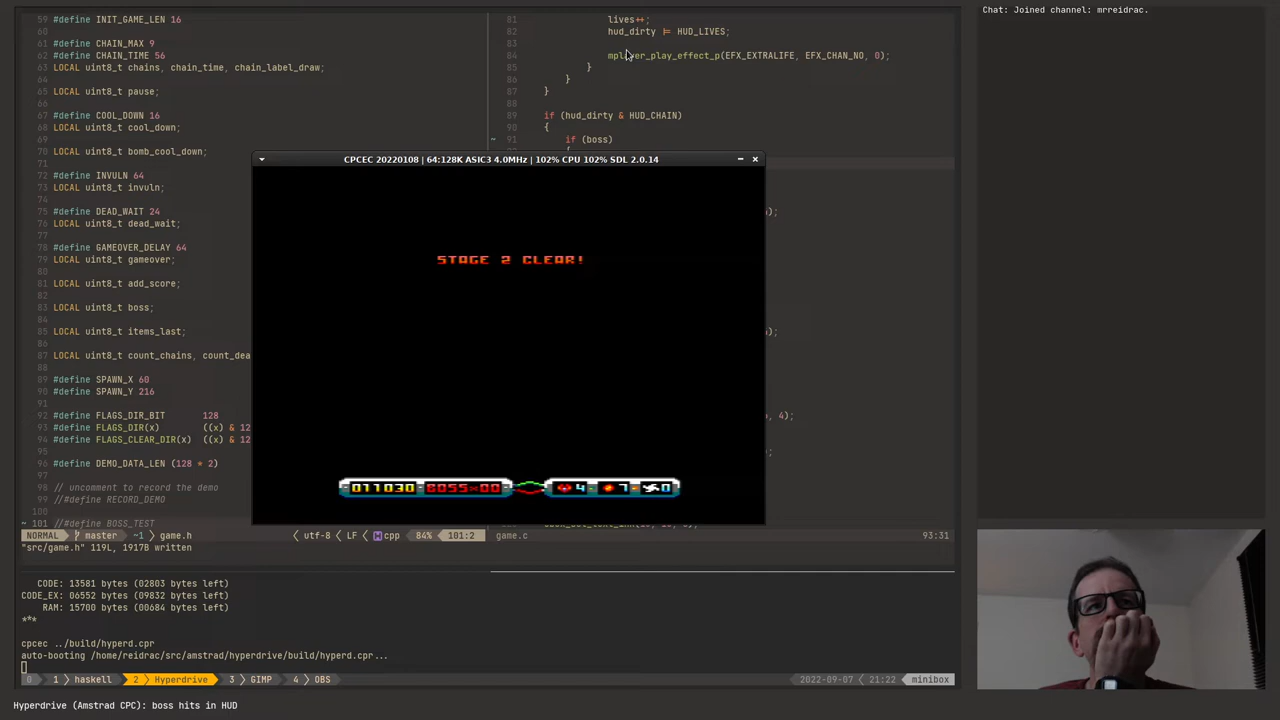 59 #define INIT_GAME_LEN 16
60
61 #define CHAIN_MAX 9
62 #define CHAIN_TIME 56
63 LOCAL uint8_t chains, chain_time, chain_label_draw;
64
65 LOCAL uint8_t pause;
66
67 #define COOL_DOWN 16
68 LOCAL uint8_t cool_down;
69
70 LOCAL uint8_t bomb_cool_down;
71
72 #define INVULN 64
73 LOCAL uint8_t invuln;
74
75 #define DEAD_WAIT 24
76 LOCAL uint8_t dead_wait;
77
78 #define GAMEOVER_DELAY 64
79 LOCAL uint8_t gameover;
80
81 LOCAL uint8_t add_score;
82
83 LOCAL uint8_t boss;
84
85 LOCAL uint8_t items_last;
86
87 LOCAL uint8_t count_chains, count_dea
88
89 #define SPAWN_X 60
90 #define SPAWN_Y 216
91
92 #define FLAGS_DIR_BIT 128
93 #define FLAGS_DIR(x) ((x) & 12
94 #define FLAGS_CLEAR_DIR(x) ((x) & 12
95
96 #define DEMO_DATA_LEN (128 * 2)
97
98 // uncomment to record the demo
99 //#define RECORD_DEMO
100
~ 101 //#define BOSS_TEST
NORMAL master ~1 game.h utf-8 LF cpp 84% 101:2
"src/game.h" 119L, 1917B written
81 lives++;
82 hud_dirty |= HUD_LIVES;
83
84 mplayer_play_effect_p(EFX_EXTRALIFE, EFX_CHAN_NO, 0);
85 }
86 }
87 }
88
89 if (hud_dirty & HUD_CHAIN)
90 {
~ 91 if (boss)
);
);
, 4);
;
game.c 93:31
CPCEC 20220108 | 64:128K ASIC3 4.0MHz | 102% CPU 102% SDL 2.0.14
STAGE 2 CLEAR!
011030 BOSS×00 4 7 0
CODE: 13581 bytes (02803 bytes left)
CODE_EX: 06552 bytes (09832 bytes left)
RAM: 15700 bytes (00684 bytes left)
***
cpcec ../build/hyperd.cpr
auto-booting /home/reidrac/src/amstrad/hyperdrive/build/hyperd.cpr...
0 1 haskell 2 Hyperdrive 3 GIMP 4 OBS 2022-09-07 21:22 minibox
Hyperdrive (Amstrad CPC): boss hits in HUD
Chat: Joined channel: mrreidrac.